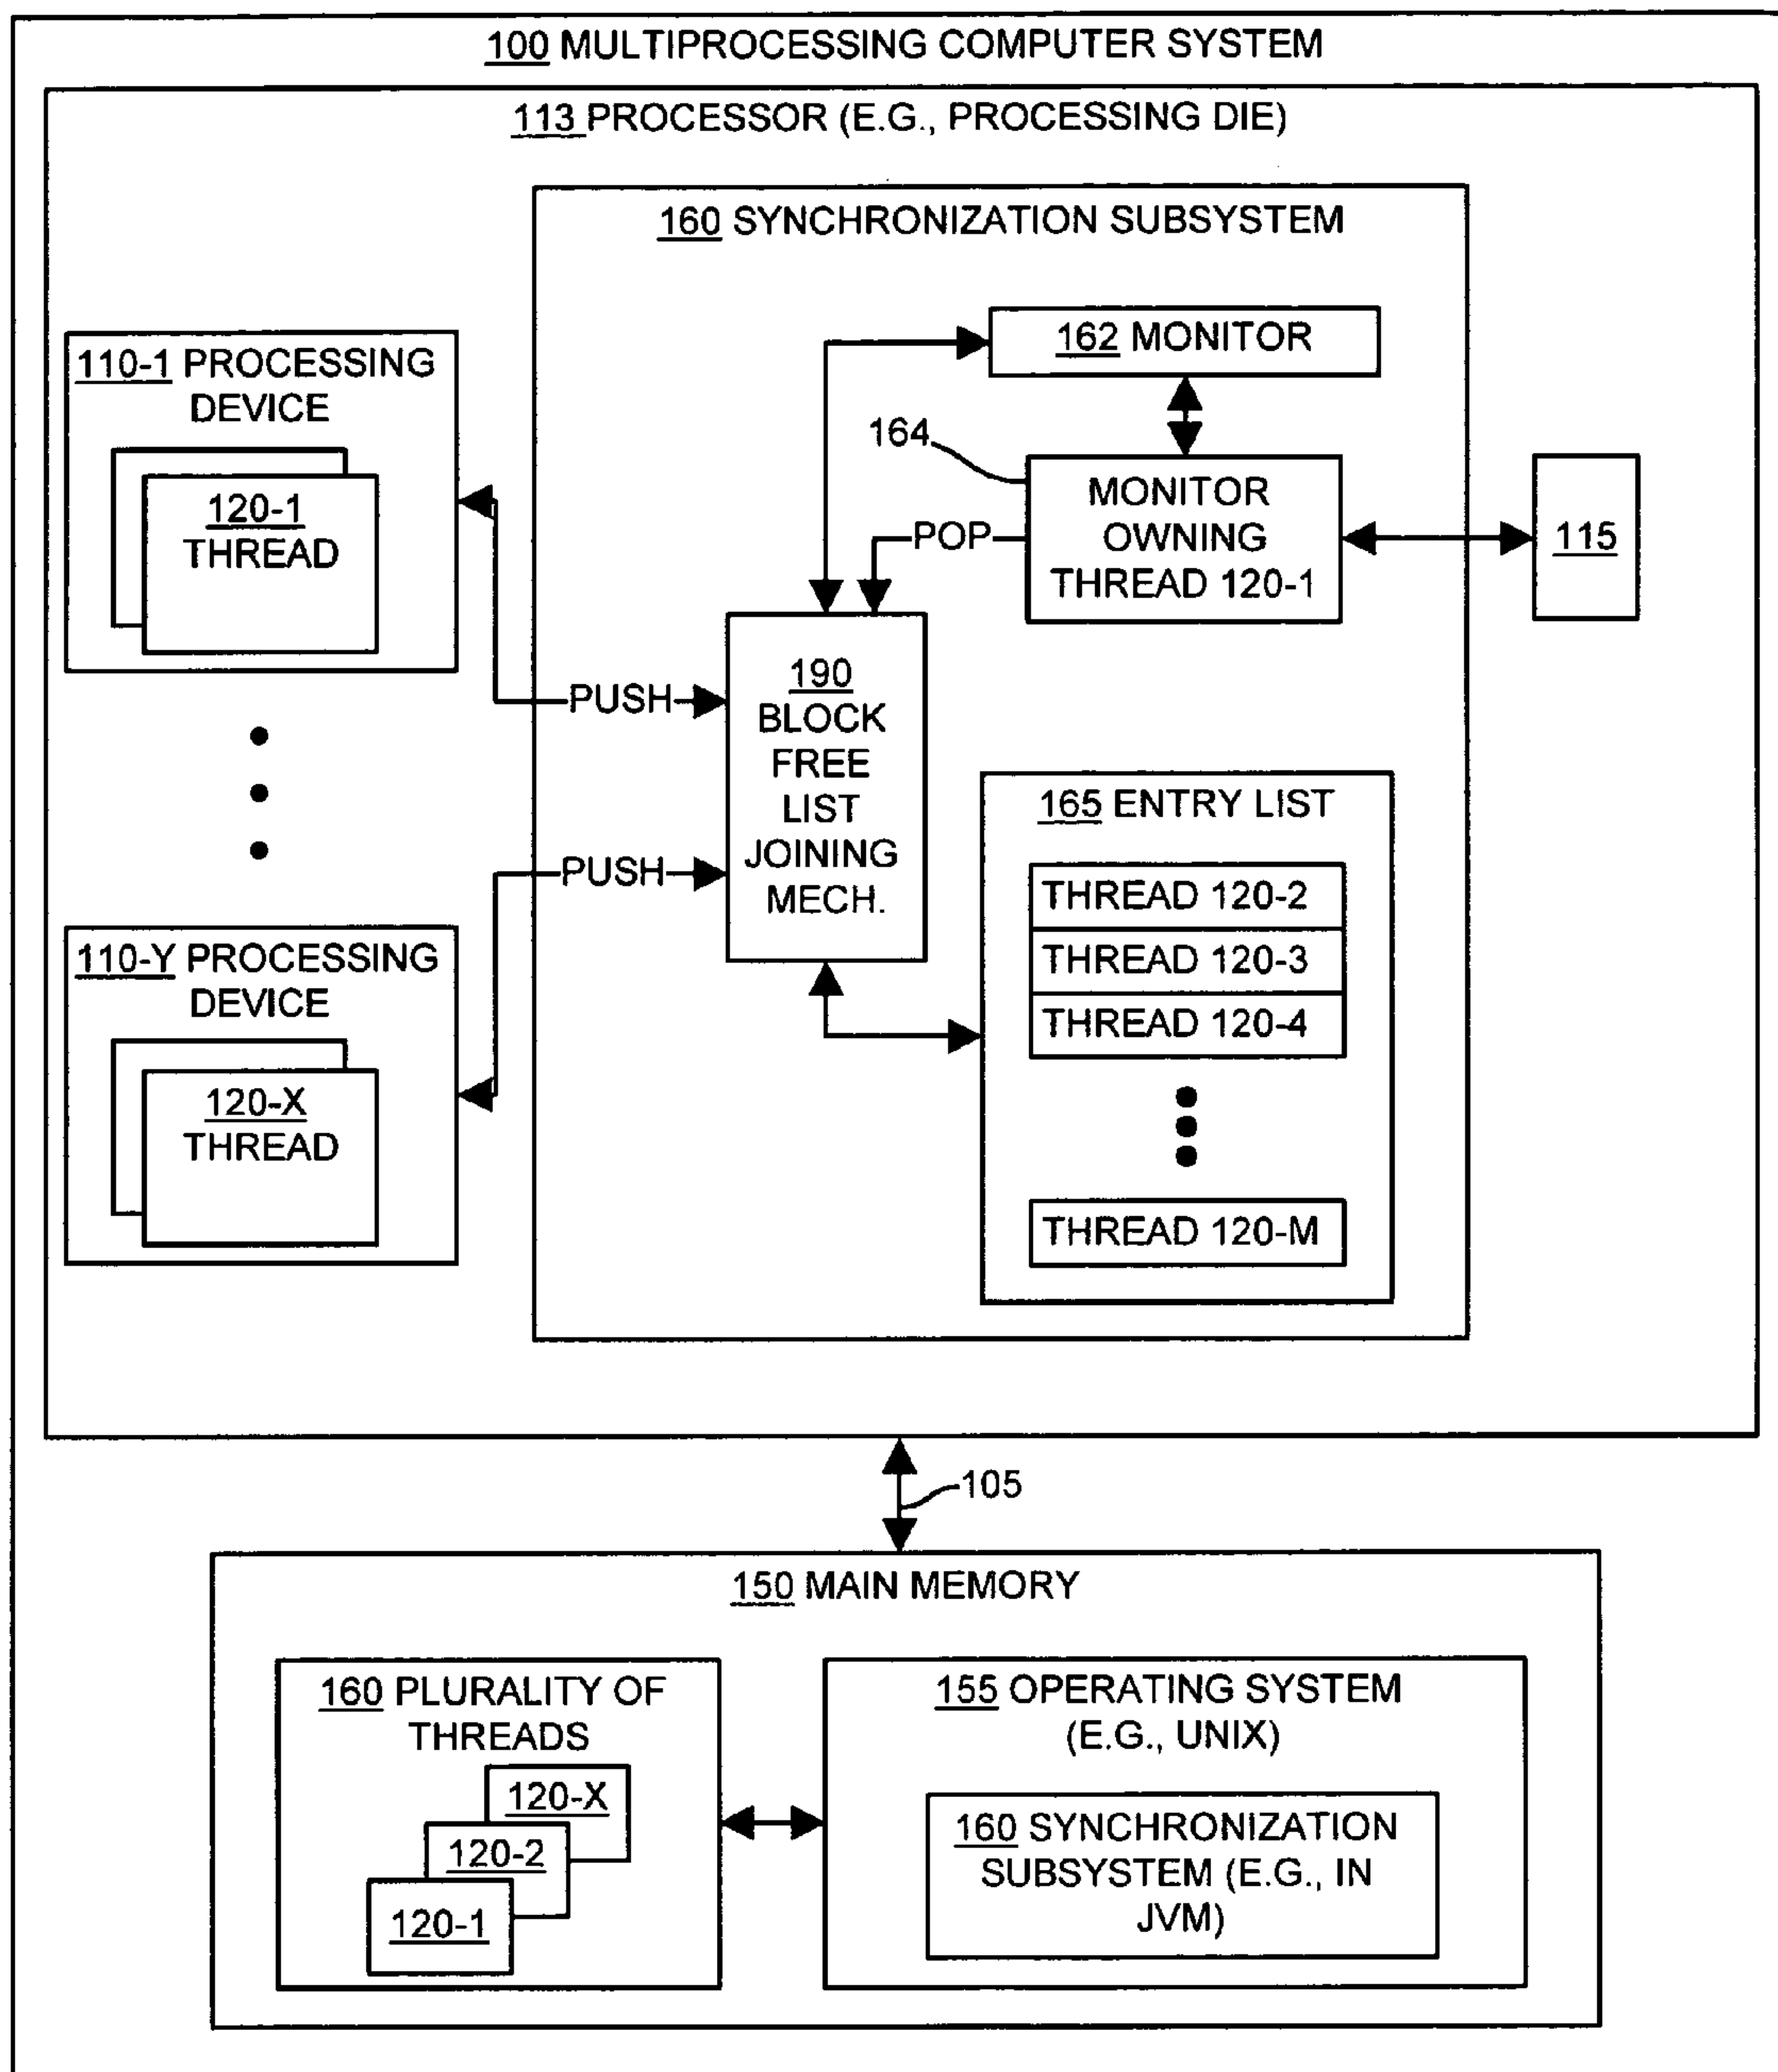 100 MULTIPROCESSING COMPUTER SYSTEM
113 PROCESSOR (E.G., PROCESSING DIE)
160 SYNCHRONIZATION SUBSYSTEM
162 MONITOR
110-1 PROCESSING
DEVICE
120-1
THREAD
164
MONITOR
OWNING
THREAD 120-1
115
POP
PUSH
190
BLOCK
FREE
LIST
JOINING
MECH.
PUSH
165 ENTRY LIST
THREAD 120-2
THREAD 120-3
THREAD 120-4
THREAD 120-M
110-Y PROCESSING
DEVICE
120-X
THREAD
105
150 MAIN MEMORY
160 PLURALITY OF
THREADS
120-X
120-2
120-1
155 OPERATING SYSTEM
(E.G., UNIX)
160 SYNCHRONIZATION
SUBSYSTEM (E.G., IN
JVM)